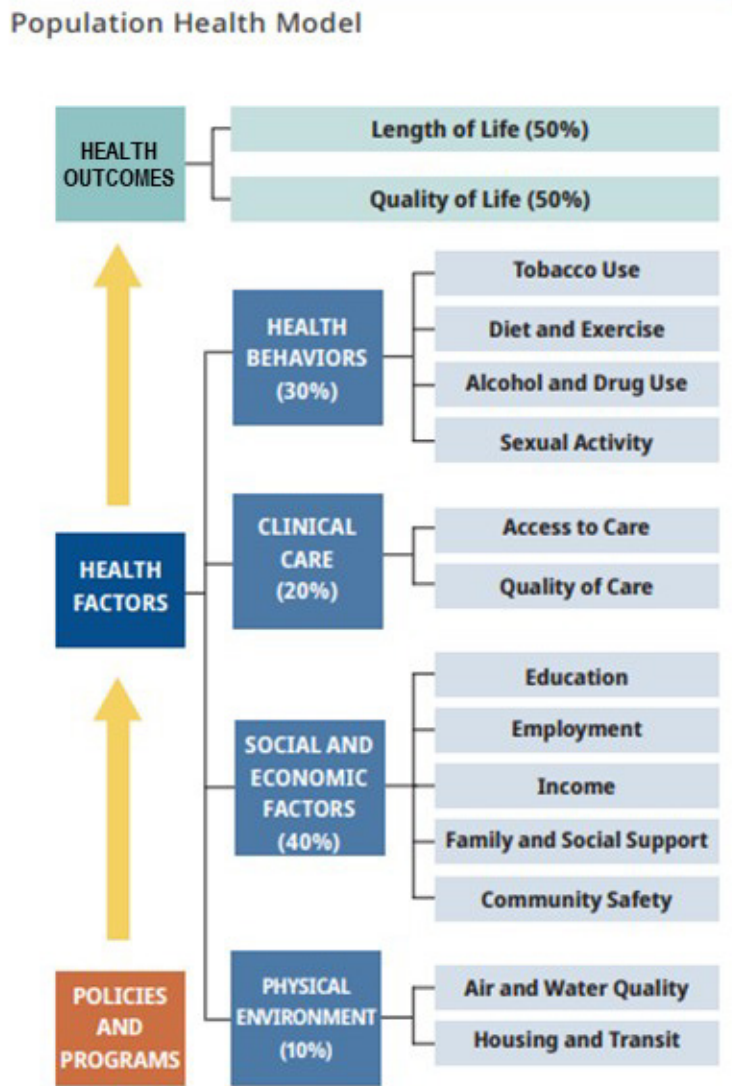 Population Health Model
HEALTH
OUTCOMES
Length of Life (50%)
Quality of Life (50%)
HEALTH
BEHAVIORS
(30%)
Tobacco Use
Diet and Exercise
Alcohol and Drug Use
Sexual Activity
HEALTH
FACTORS
CLINICAL
CARE
(20%)
Access to Care
Quality of Care
SOCIAL AND
ECONOMIC
FACTORS
(40%)
Education
Employment
Income
Family and Social Support
Community Safety
POLICIES
AND
PROGRAMS
PHYSICAL
ENVIRONMENT
(10%)
Air and Water Quality
Housing and Transit